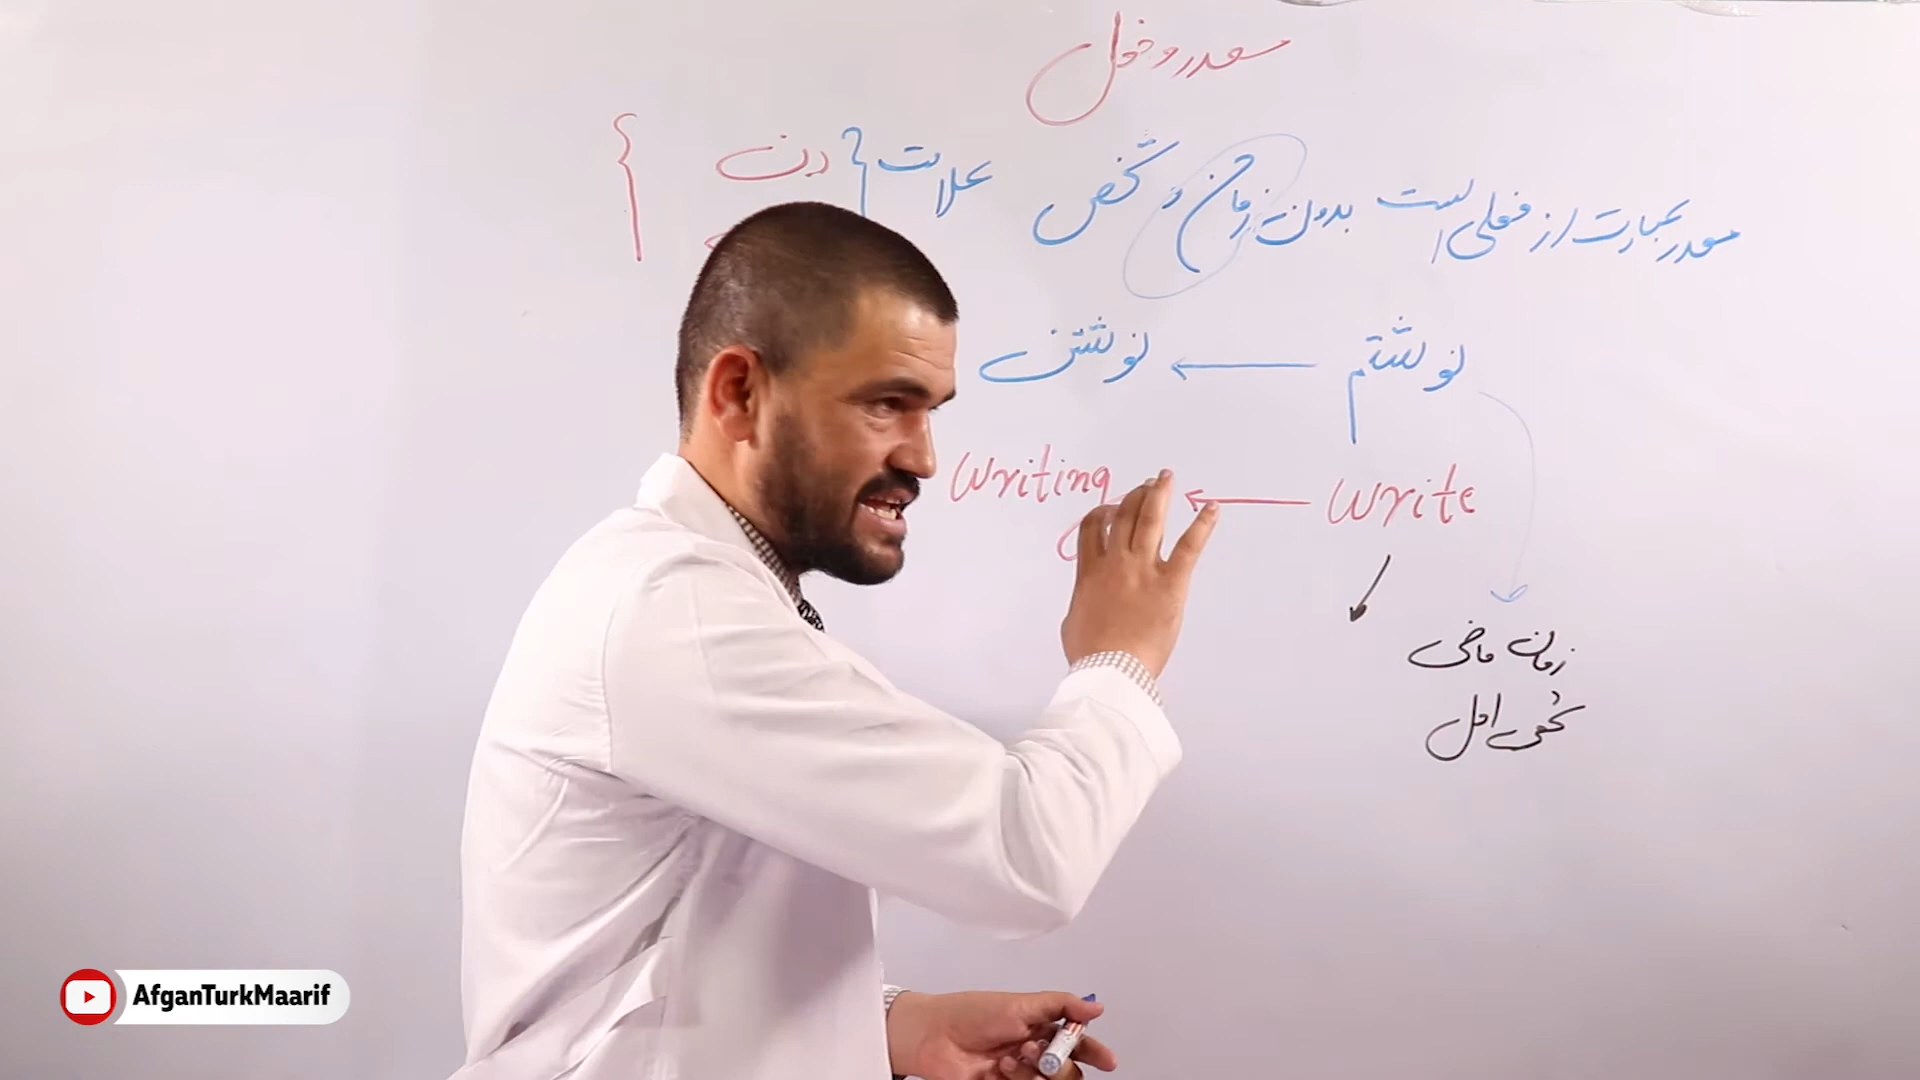 مصدر و فعل
مصدر عبارت از فعلی است بدون زمان و شخص
علامت { دن
نوشتم ← نوشتن
Write ← Writing
زمان ماضی
شخص اول
AfganTurkMaarif